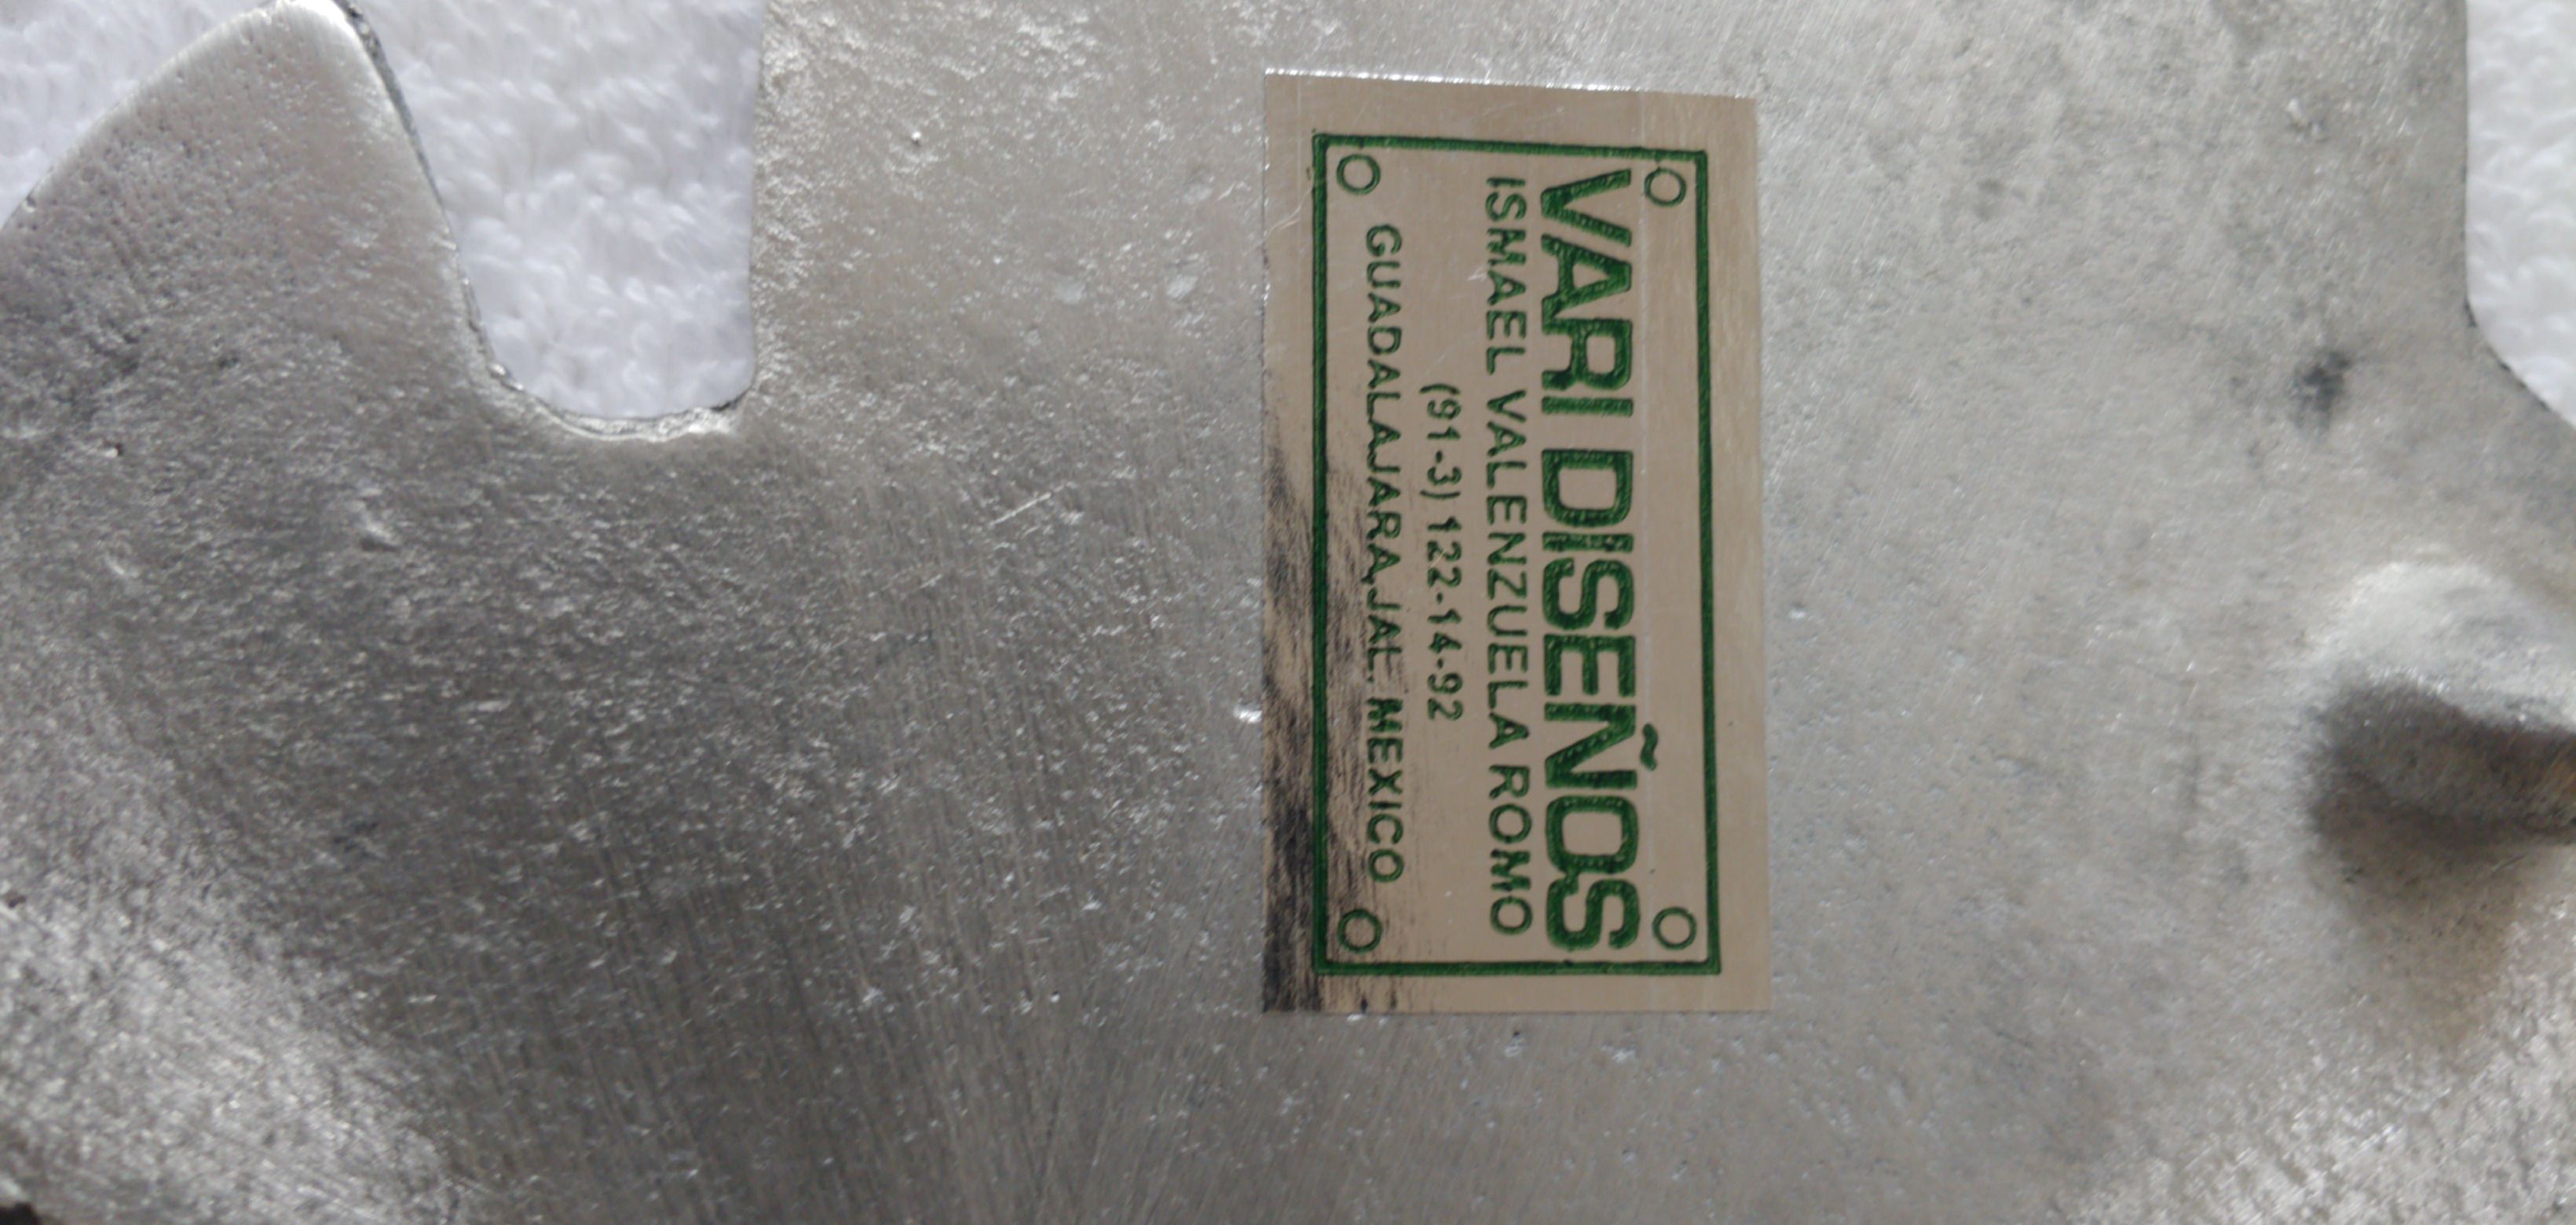 VARI DISEÑOS
ISMAEL VALENZUELA ROMO
(91-3) 122-14-92
GUADALAJARA, JAL. MEXICO